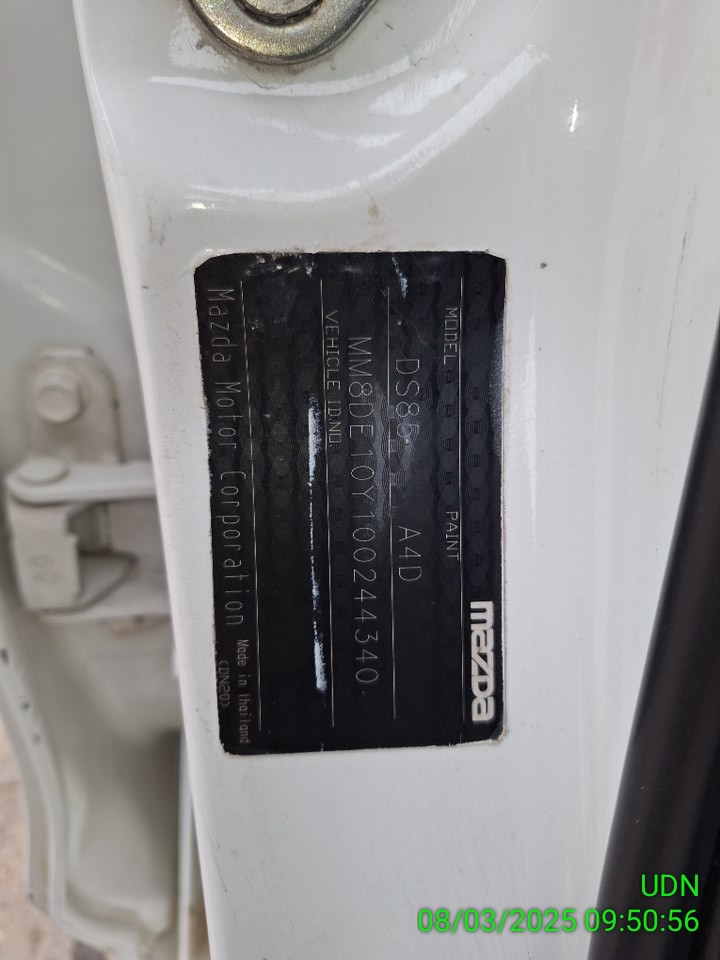 mazda
MODEL PAINT
DS85 A4D
VEHICLE ID.NO.
MM8DE10Y100244340
Mazda Motor Corporation Made in thailand
<DN20>
UDN
08/03/2025 09:50:56